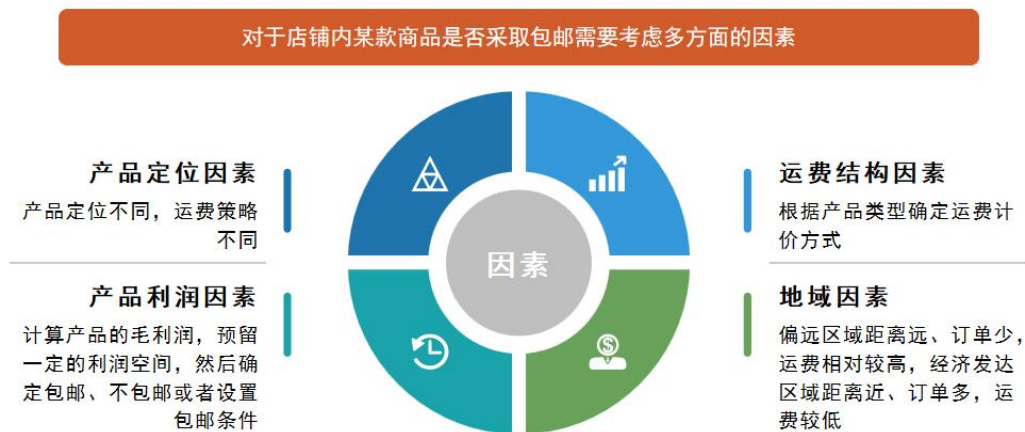 对于店铺内某款商品是否采取包邮需要考虑多方面的因素
产品定位因素
产品定位不同，运费策略
不同
产品利润因素
计算产品的毛利润，预留
一定的利润空间，然后确
定包邮、不包邮或者设置
包邮条件
因素
运费结构因素
根据产品类型确定运费计
价方式
地域因素
偏远区域距离远、订单少，
运费相对较高，经济发达
区域距离近、订单多，运
费较低